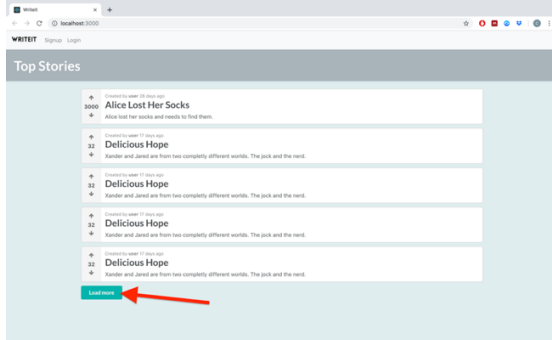 Writeit
localhost:3000
WRITEIT Signup Login
Top Stories
Created by user 28 days ago
3000
Alice Lost Her Socks
Alice lost her socks and needs to find them.
Created by user 17 days ago
32
Delicious Hope
Xander and Jared are from two completly different worlds. The jock and the nerd.
Created by user 17 days ago
32
Delicious Hope
Xander and Jared are from two completly different worlds. The jock and the nerd.
Created by user 17 days ago
32
Delicious Hope
Xander and Jared are from two completly different worlds. The jock and the nerd.
Created by user 17 days ago
32
Delicious Hope
Xander and Jared are from two completly different worlds. The jock and the nerd.
Load more